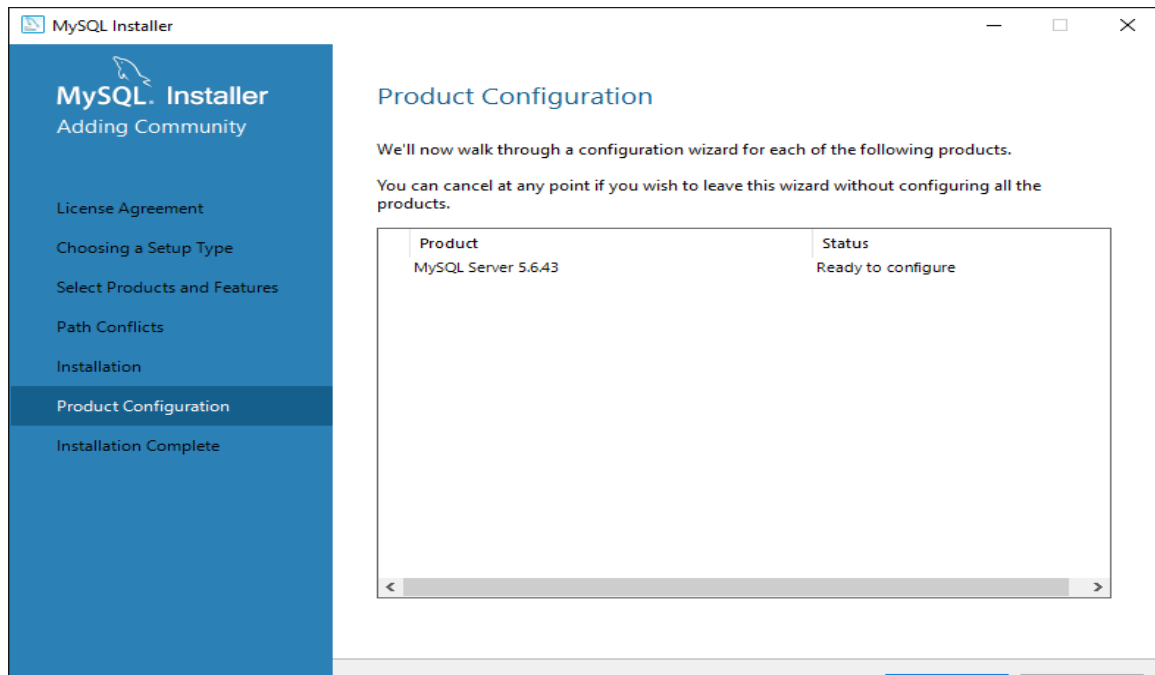 MySQL Installer
MySQL. Installer
Adding Community
License Agreement
Choosing a Setup Type
Select Products and Features
Path Conflicts
Installation
Product Configuration
Installation Complete
Product Configuration
We'll now walk through a configuration wizard for each of the following products.
You can cancel at any point if you wish to leave this wizard without configuring all the
products.
Product Status
MySQL Server 5.6.43 Ready to configure